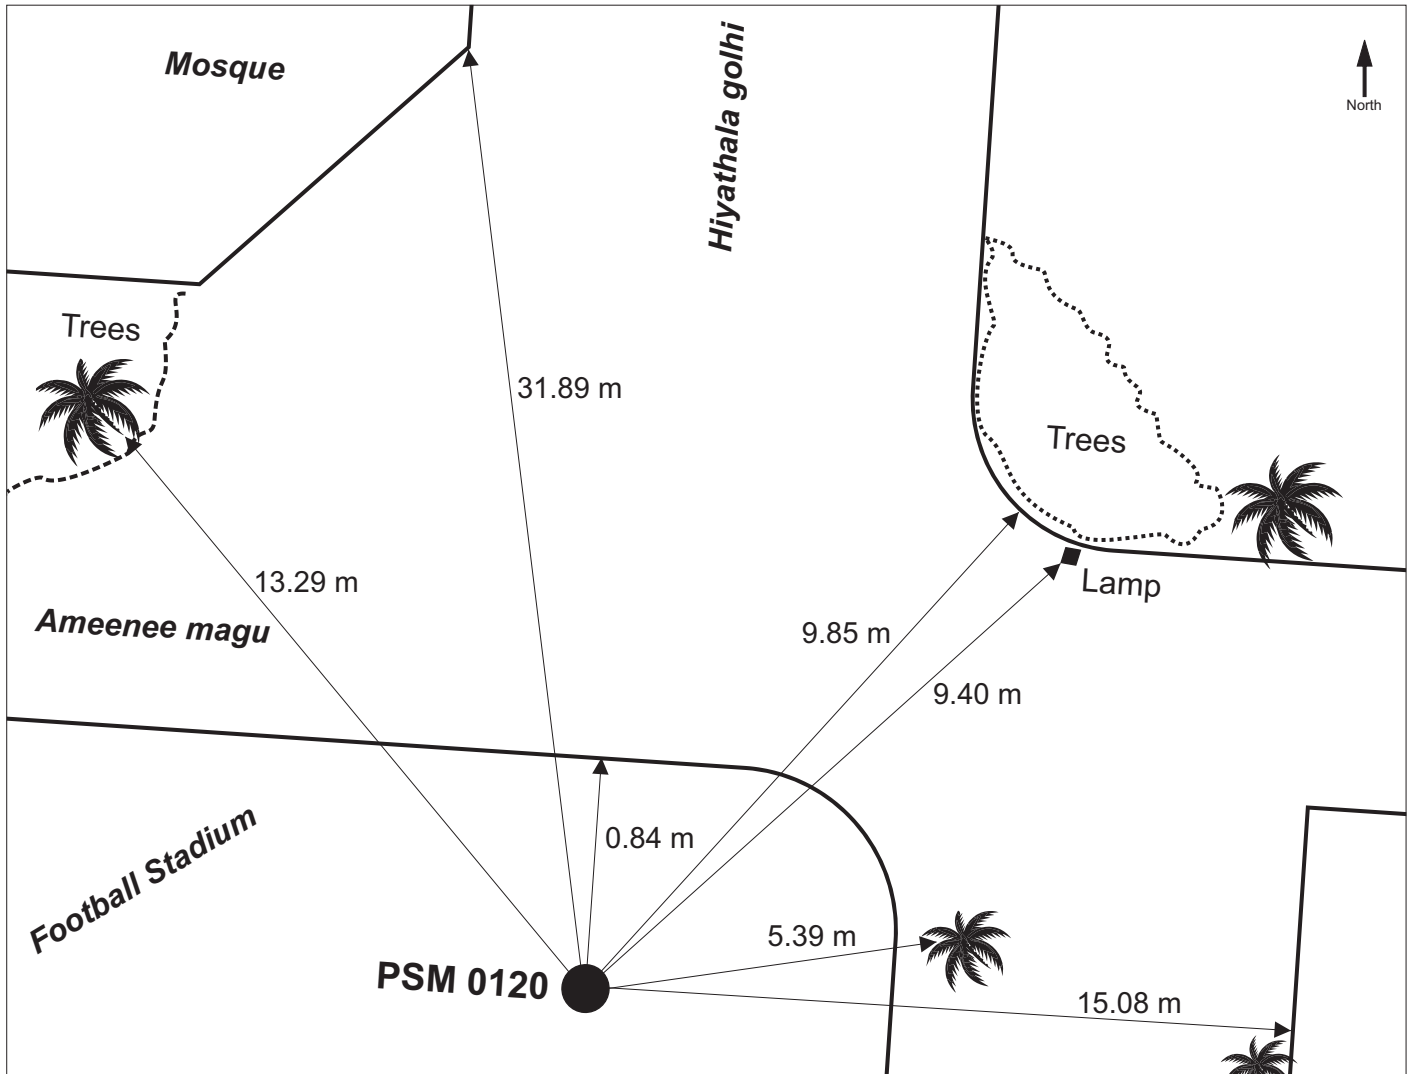 Mosque
Hiyathala golhi
North
Trees
31.89 m
Trees
13.29 m
Lamp
Ameenee magu
9.85 m
9.40 m
0.84 m
Football Stadium
5.39 m
PSM 0120
15.08 m